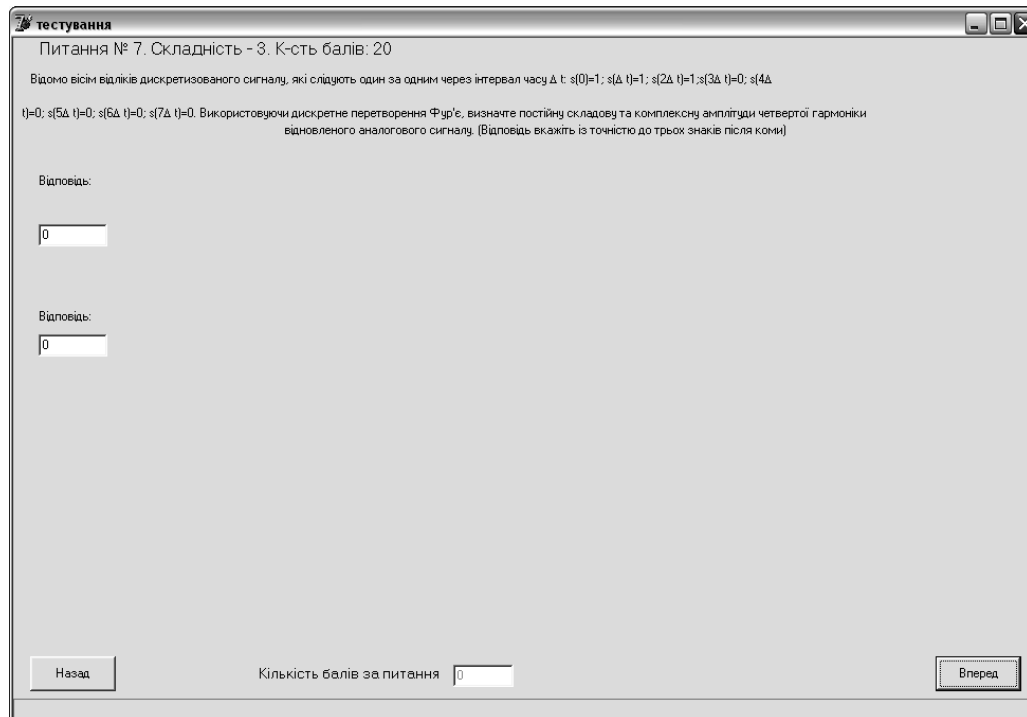 тестування
Питання № 7. Складність - 3. К-сть балів: 20
Відомо вісім відліків дискретизованого сигналу, які слідують один за одним через інтервал часу Δ t: s(0)=1; s(Δ t)=1; s(2Δ t)=1;s(3Δ t)=0; s(4Δ
t)=0; s(5Δ t)=0; s(6Δ t)=0; s(7Δ t)=0. Використовуючи дискретне перетворення Фур'є, визначте постійну складову та комплексну амплітуди четвертої гармоніки
відновленого аналогового сигналу. (Відповідь вкажіть із точністю до трьох знаків після коми)
Відповідь:
0
Відповідь:
0
Назад
Кількість балів за питання 0
Вперед